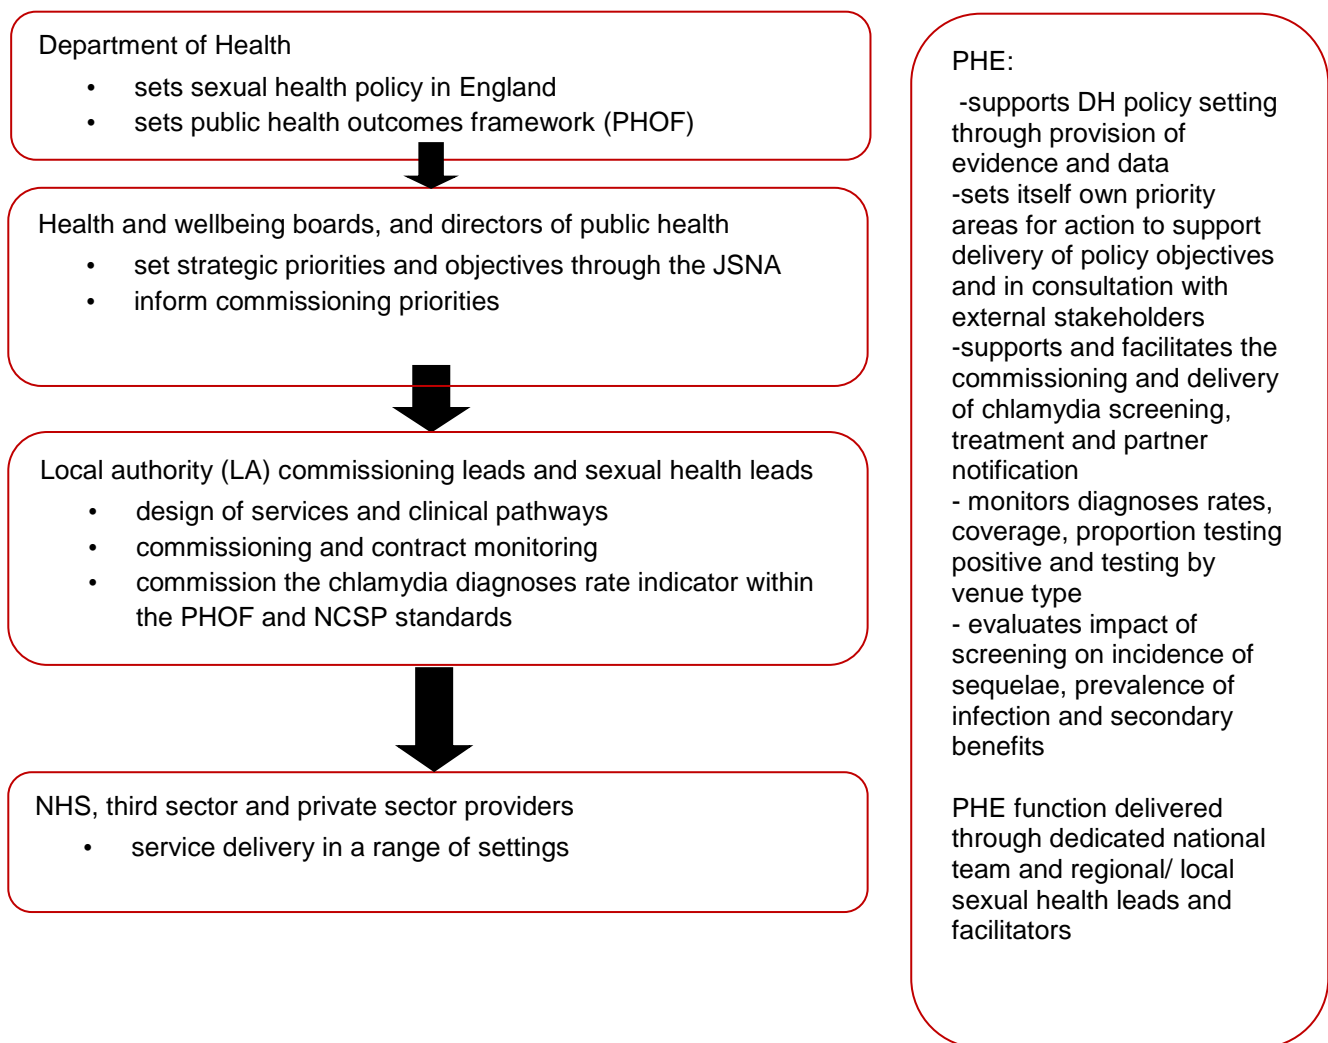 Department of Health
• sets sexual health policy in England
• sets public health outcomes framework (PHOF)
Health and wellbeing boards, and directors of public health
• set strategic priorities and objectives through the JSNA
• inform commissioning priorities
Local authority (LA) commissioning leads and sexual health leads
• design of services and clinical pathways
• commissioning and contract monitoring
• commission the chlamydia diagnoses rate indicator within
the PHOF and NCSP standards
NHS, third sector and private sector providers
• service delivery in a range of settings
PHE:
-supports DH policy setting
through provision of
evidence and data
-sets itself own priority
areas for action to support
delivery of policy objectives
and in consultation with
external stakeholders
-supports and facilitates the
commissioning and delivery
of chlamydia screening,
treatment and partner
notification
- monitors diagnoses rates,
coverage, proportion testing
positive and testing by
venue type
- evaluates impact of
screening on incidence of
sequelae, prevalence of
infection and secondary
benefits
PHE function delivered
through dedicated national
team and regional/ local
sexual health leads and
facilitators